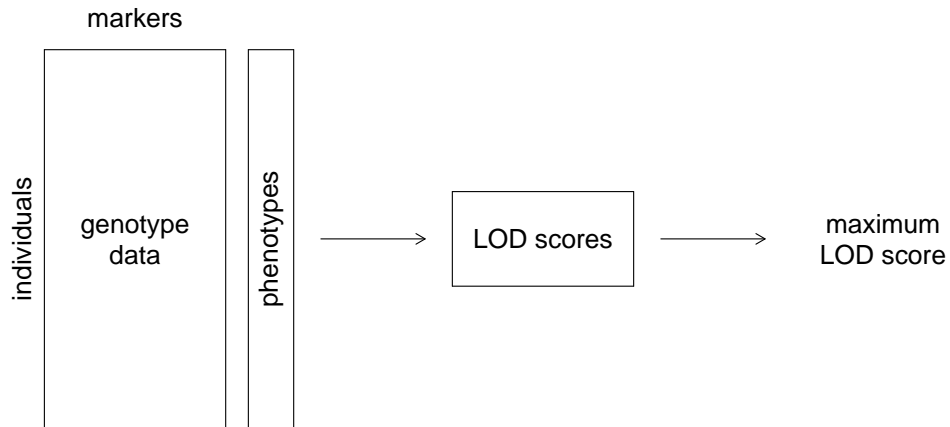 markers
individuals
genotype
data
phenotypes
LOD scores
maximum
LOD score